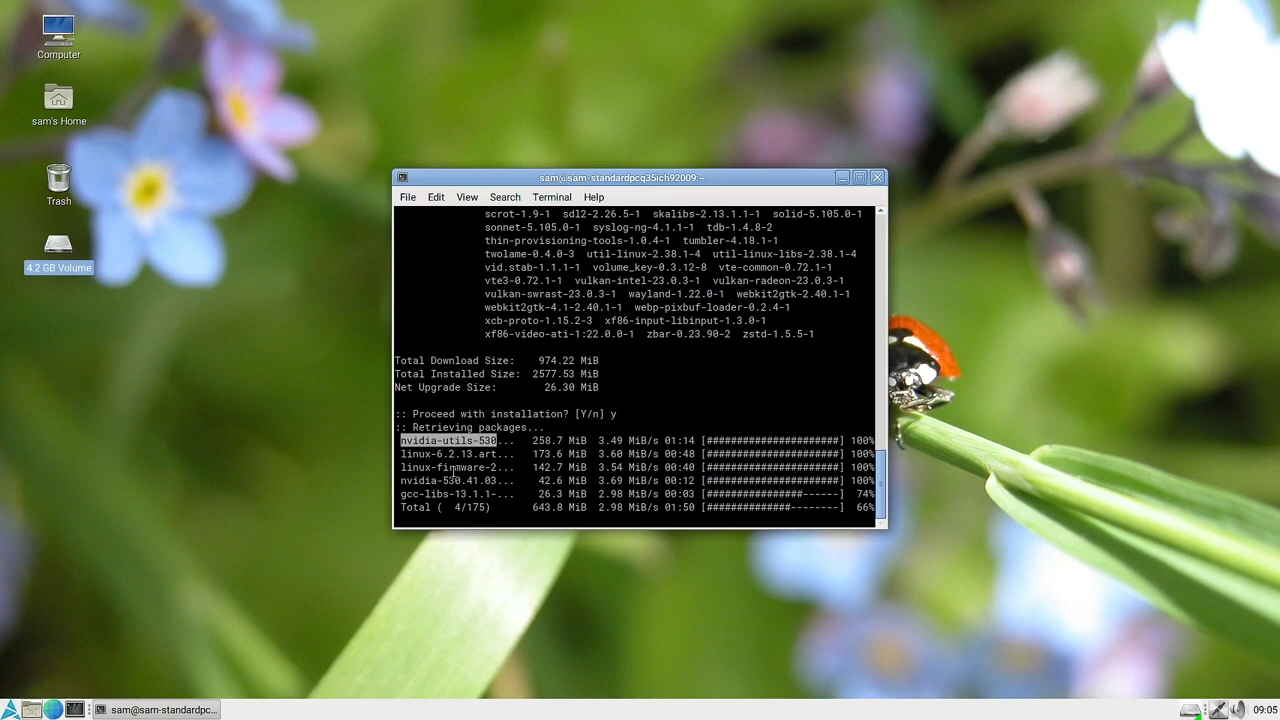 Computer
sam's Home
Trash
4.2 GB Volume
sam@sam-standardpcq35ich92009:~
File Edit View Search Terminal Help
scrot-1.9-1 sdl2-2.26.5-1 skalibs-2.13.1.1-1 solid-5.105.0-1
sonnet-5.105.0-1 syslog-ng-4.1.1-1 tdb-1.4.8-2
thin-provisioning-tools-1.0.4-1 tumbler-4.18.1-1
twolame-0.4.0-3 util-linux-2.38.1-4 util-linux-libs-2.38.1-4
vid.stab-1.1.1-1 volume_key-0.3.12-8 vte-common-0.72.1-1
vte3-0.72.1-1 vulkan-intel-23.0.3-1 vulkan-radeon-23.0.3-1
vulkan-swrast-23.0.3-1 wayland-1.22.0-1 webkit2gtk-2.40.1-1
webkit2gtk-4.1-2.40.1-1 webp-pixbuf-loader-0.2.4-1
xcb-proto-1.15.2-3 xf86-input-libinput-1.3.0-1
xf86-video-ati-1:22.0.0-1 zbar-0.23.90-2 zstd-1.5.5-1
Total Download Size: 974.22 MiB
Total Installed Size: 2577.53 MiB
Net Upgrade Size: 26.30 MiB
:: Proceed with installation? [Y/n] y
:: Retrieving packages...
nvidia-utils-530... 258.7 MiB 3.49 MiB/s 01:14 [######################] 100%
linux-6.2.13.art... 173.6 MiB 3.60 MiB/s 00:48 [######################] 100%
linux-firmware-2... 142.7 MiB 3.54 MiB/s 00:40 [######################] 100%
nvidia-530.41.03... 42.6 MiB 3.69 MiB/s 00:12 [######################] 100%
gcc-libs-13.1.1-... 26.3 MiB 2.98 MiB/s 00:03 [################------] 74%
Total ( 4/175) 643.8 MiB 2.98 MiB/s 01:50 [##############--------] 66%
sam@sam-standardpc...
09:05